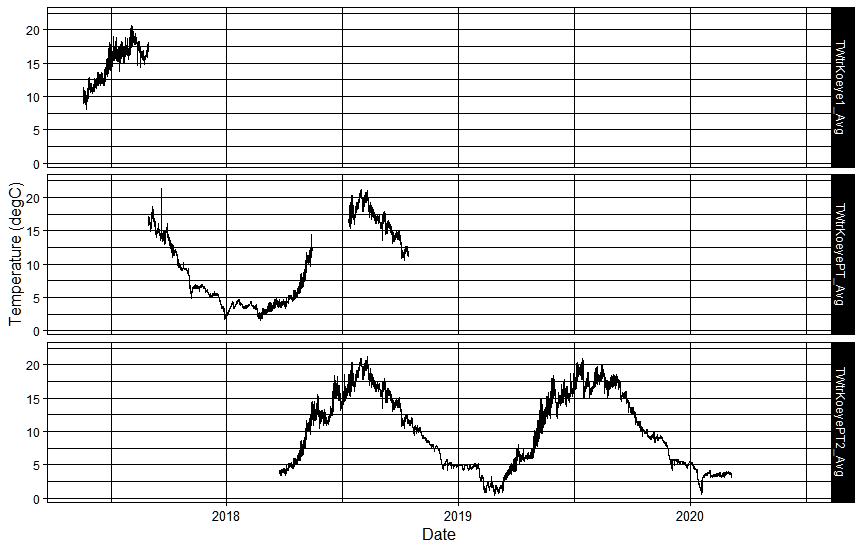 20
15
10
5
0
TWtrKoeye1_Avg
Temperature (degC)
20
15
10
5
0
TWtrKoeyePT_Avg
20
15
10
5
0
TWtrKoeyePT2_Avg
2018 2019 2020
Date